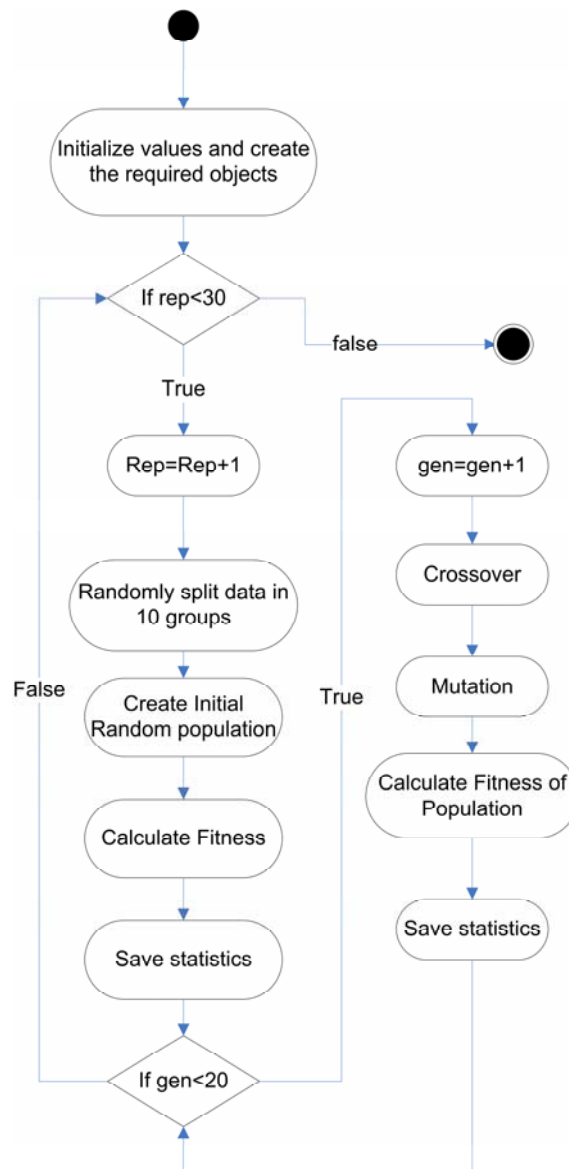 Initialize values and create
the required objects
If rep<30
false
True
Rep=Rep+1
Randomly split data in
10 groups
Create Initial
Random population
Calculate Fitness
Save statistics
If gen<20
False
True
gen=gen+1
Crossover
Mutation
Calculate Fitness of
Population
Save statistics